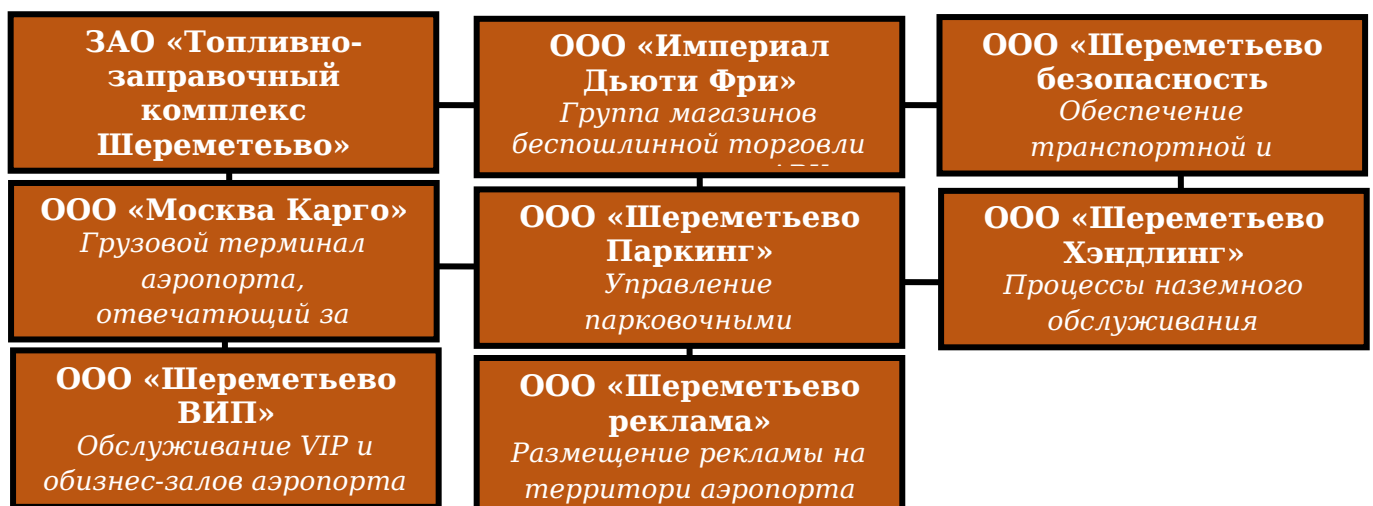 ЗАО «Топливно-
заправочный
комплекс
Шереметеьво»
ООО «Империал
Дьюти Фри»
Группа магазинов
беспошлинной торговли
ООО «Шереметьево
безопасность
Обеспечение
транспортной и
ООО «Москва Карго»
Грузовой терминал
аэропорта,
отвечатющий за
ООО «Шереметьево
Паркинг»
Управление
парковочными
ООО «Шереметьево
Хэндлинг»
Процессы наземного
обслуживания
ООО «Шереметьево
ВИП»
Обслуживание VIP и
обизнес-залов аэропорта
ООО «Шереметьево
реклама»
Размещение рекламы на
территори аэропорта